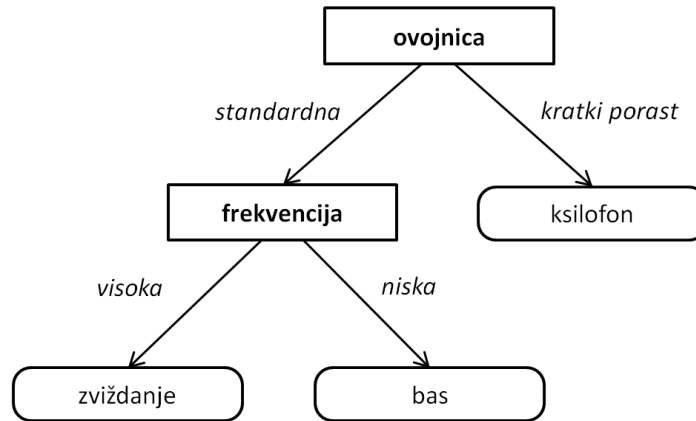 ovojnica
standardna
kratki porast
frekvencija
ksilofon
visoka
niska
zviždanje
bas